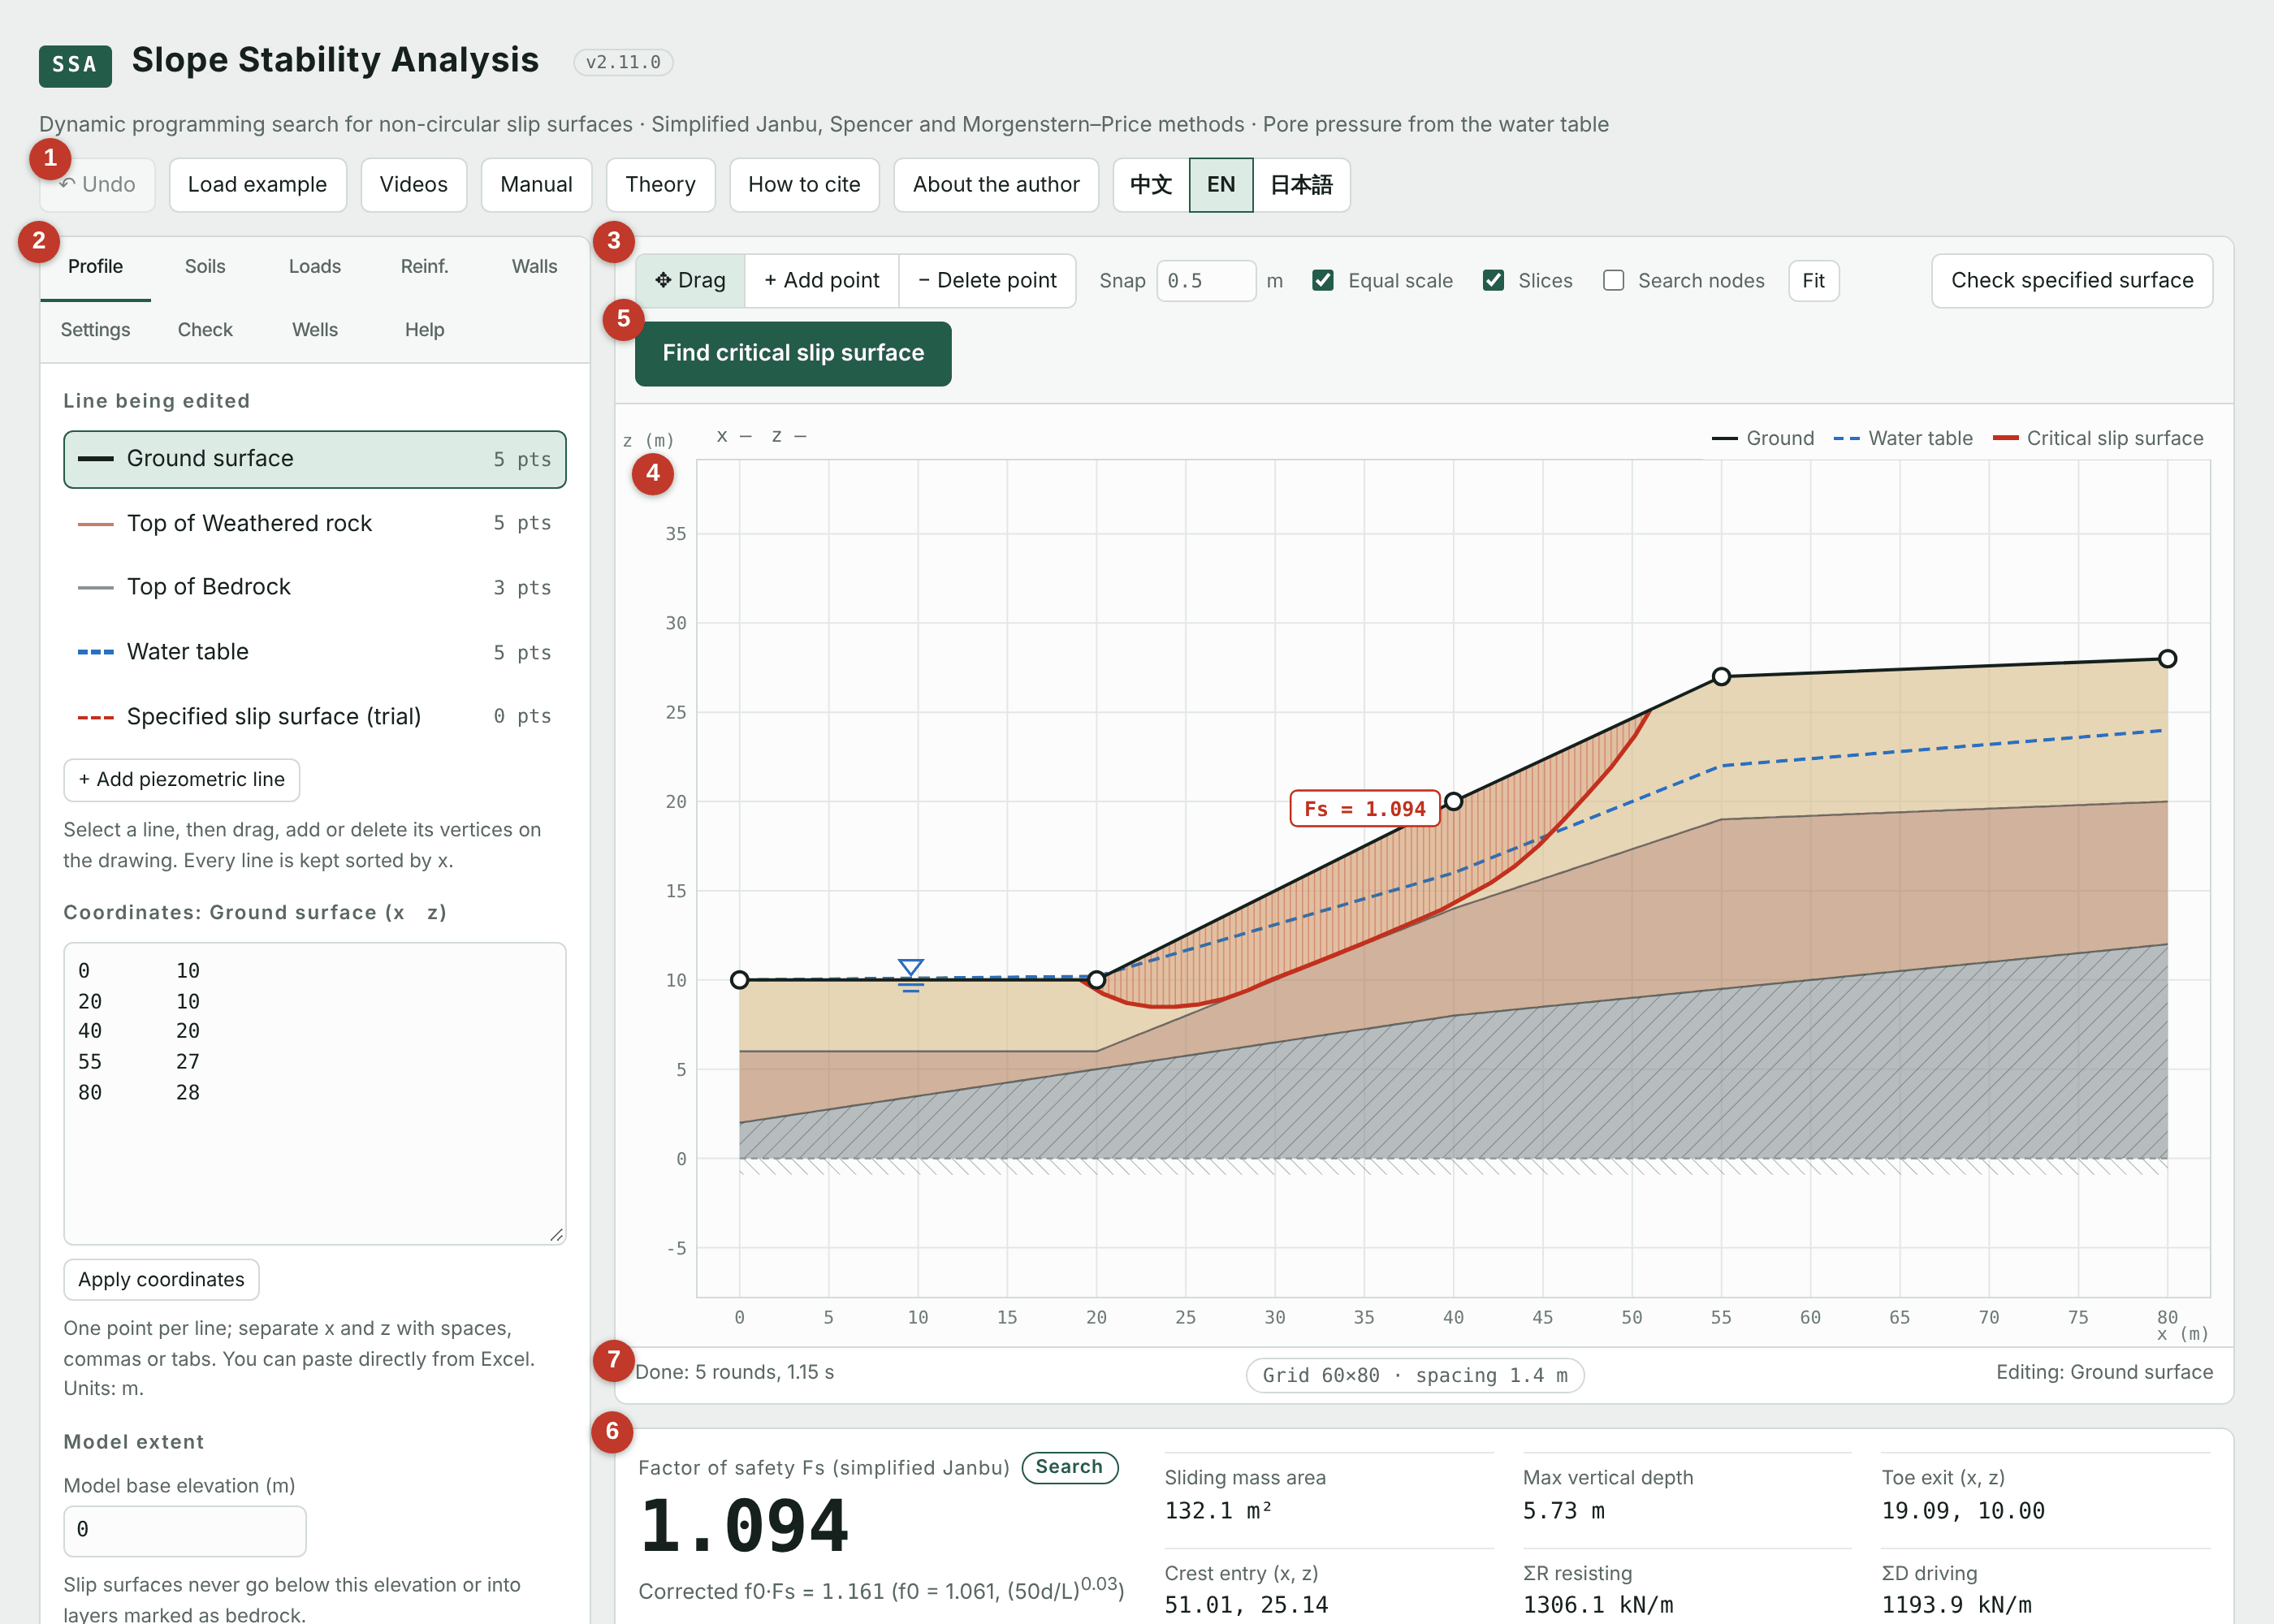 SSA Slope Stability Analysis v2.11.0
Dynamic programming search for non-circular slip surfaces · Simplified Janbu, Spencer and Morgenstern–Price methods · Pore pressure from the water table
1
↶ Undo Load example Videos Manual Theory How to cite About the author 中文 EN 日本語
2
Profile Soils Loads Reinf. Walls
Settings Check Wells Help
Line being edited
Ground surface 5 pts
Top of Weathered rock 5 pts
Top of Bedrock 3 pts
Water table 5 pts
Specified slip surface (trial) 0 pts
+ Add piezometric line
Select a line, then drag, add or delete its vertices on
the drawing. Every line is kept sorted by x.
Coordinates: Ground surface (x z)
0 10
20 10
40 20
55 27
80 28
Apply coordinates
One point per line; separate x and z with spaces,
commas or tabs. You can paste directly from Excel.
Units: m.
Model extent
Model base elevation (m)
0
Slip surfaces never go below this elevation or into
layers marked as bedrock.
3
✥ Drag + Add point − Delete point Snap 0.5 m Equal scale Slices Search nodes Fit Check specified surface
5
Find critical slip surface
z (m) x — z —
Ground Water table Critical slip surface
4
35
30
25
20
15
10
5
0
-5
Fs = 1.094
0 5 10 15 20 25 30 35 40 45 50 55 60 65 70 75 80
x (m)
7
Done: 5 rounds, 1.15 s Grid 60×80 · spacing 1.4 m Editing: Ground surface
6
Factor of safety Fs (simplified Janbu) Search
1.094
Corrected f0·Fs = 1.161 (f0 = 1.061, (50d/L)^0.03)
Sliding mass area
132.1 m²
Max vertical depth
5.73 m
Toe exit (x, z)
19.09, 10.00
Crest entry (x, z)
51.01, 25.14
ΣR resisting
1306.1 kN/m
ΣD driving
1193.9 kN/m